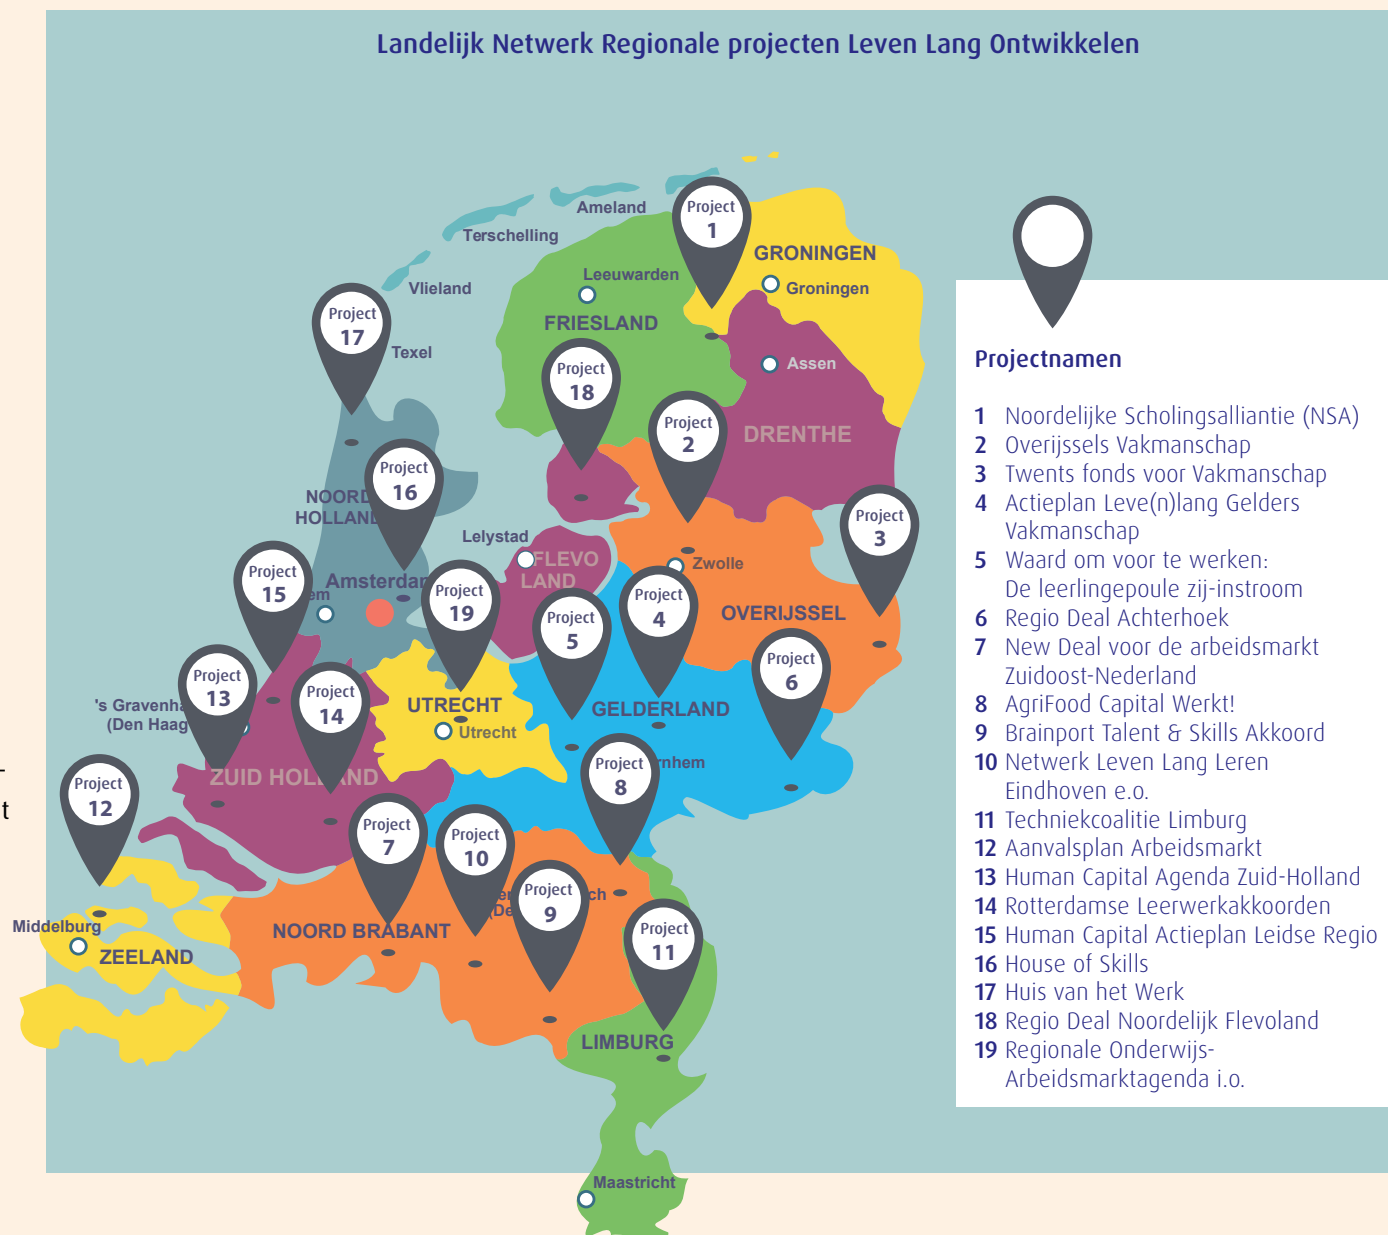 Landelijk Netwerk Regionale projecten Leven Lang Ontwikkelen
Ameland
Terschelling
Vlieland
Texel
Project
1
GRONINGEN
Groningen
Leeuwarden
FRIESLAND
Project
17
Assen
DRENTHE
Project
18
Project
2
Project
16
NOORD
HOLLAND
Lelystad
FLEVO
LAND
Zwolle
Project
3
OVERIJSSEL
Project
15
Amsterdam
em
Project
19
Project
5
Project
4
Project
6
Project
13
Project
14
's Gravenha
(Den Haag
UTRECHT
Utrecht
GELDERLAND
rnhem
ZUID HOLLAND
Project
12
Project
8
Project
7
Project
10
Project
9
ch
(De
Project
11
Middelburg
ZEELAND
NOORD BRABANT
LIMBURG
Maastricht
-
t
Projectnamen
1 Noordelijke Scholingsalliantie (NSA)
2 Overijssels Vakmanschap
3 Twents fonds voor Vakmanschap
4 Actieplan Leve(n)lang Gelders
Vakmanschap
5 Waard om voor te werken:
De leerlingepoule zij-instroom
6 Regio Deal Achterhoek
7 New Deal voor de arbeidsmarkt
Zuidoost-Nederland
8 AgriFood Capital Werkt!
9 Brainport Talent & Skills Akkoord
10 Netwerk Leven Lang Leren
Eindhoven e.o.
11 Techniekcoalitie Limburg
12 Aanvalsplan Arbeidsmarkt
13 Human Capital Agenda Zuid-Holland
14 Rotterdamse Leerwerkakkoorden
15 Human Capital Actieplan Leidse Regio
16 House of Skills
17 Huis van het Werk
18 Regio Deal Noordelijk Flevoland
19 Regionale Onderwijs-
Arbeidsmarktagenda i.o.